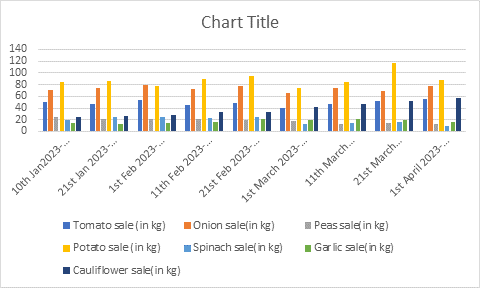 Chart Title
140
120
100
80
60
40
20
0
10th Jan2023-...
21st Jan 2023-...
1st Feb 2023-...
11th Feb 2023-...
21st Feb 2023-...
1st March 2023-...
11th March...
21st March...
1st April 2023-...
Tomato sale (in kg) Onion sale(in kg) Peas sale(in kg)
Potato sale (in kg) Spinach sale(in kg) Garlic sale(in kg)
Cauliflower sale(in kg)